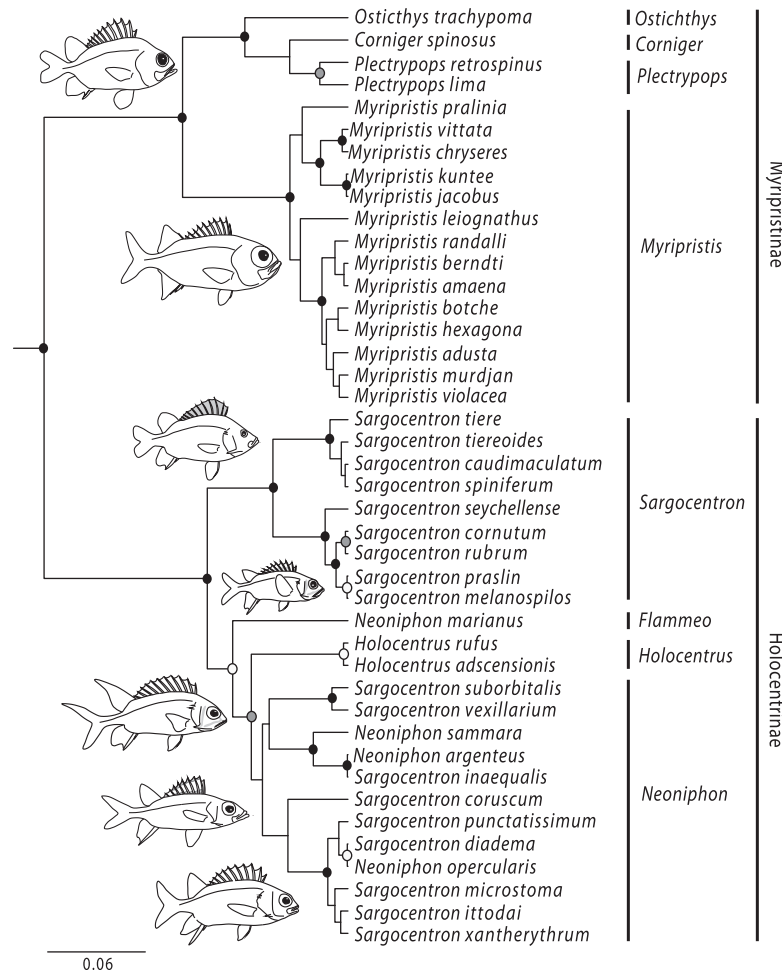 Osticthys trachypoma
Ostichthys
Corniger spinosus
Corniger
Plectrypops retrospinus
Plectrypops
Plectrypops lima
Myripristis pralinia
Myripristis vittata
Myripristis chryseres
Myripristis kuntee
Myripristis jacobus
Myripristis leiognathus
Myripristis randalli
Myripristis
Myripristis berndti
Myripristis amaena
Myripristis botche
Myripristis hexagona
Myripristis adusta
Myripristis murdjan
Myripristis violacea
Myripristinae
Sargocentron tiere
Sargocentron tiereoides
Sargocentron caudimaculatum
Sargocentron spiniferum
Sargocentron
Sargocentron seychellense
Sargocentron cornutum
Sargocentron rubrum
Sargocentron praslin
Sargocentron melanospilos
Neoniphon marianus
Flammeo
Holocentrus rufus
Holocentrus
Holocentrus adscensionis
Sargocentron suborbitalis
Sargocentron vexillarium
Neoniphon sammara
Neoniphon argenteus
Sargocentron inaequalis
Neoniphon
Sargocentron coruscum
Sargocentron punctatissimum
Sargocentron diadema
Neoniphon opercularis
Sargocentron microstoma
Sargocentron ittodai
Sargocentron xantherythrum
Holocentrinae
0.06